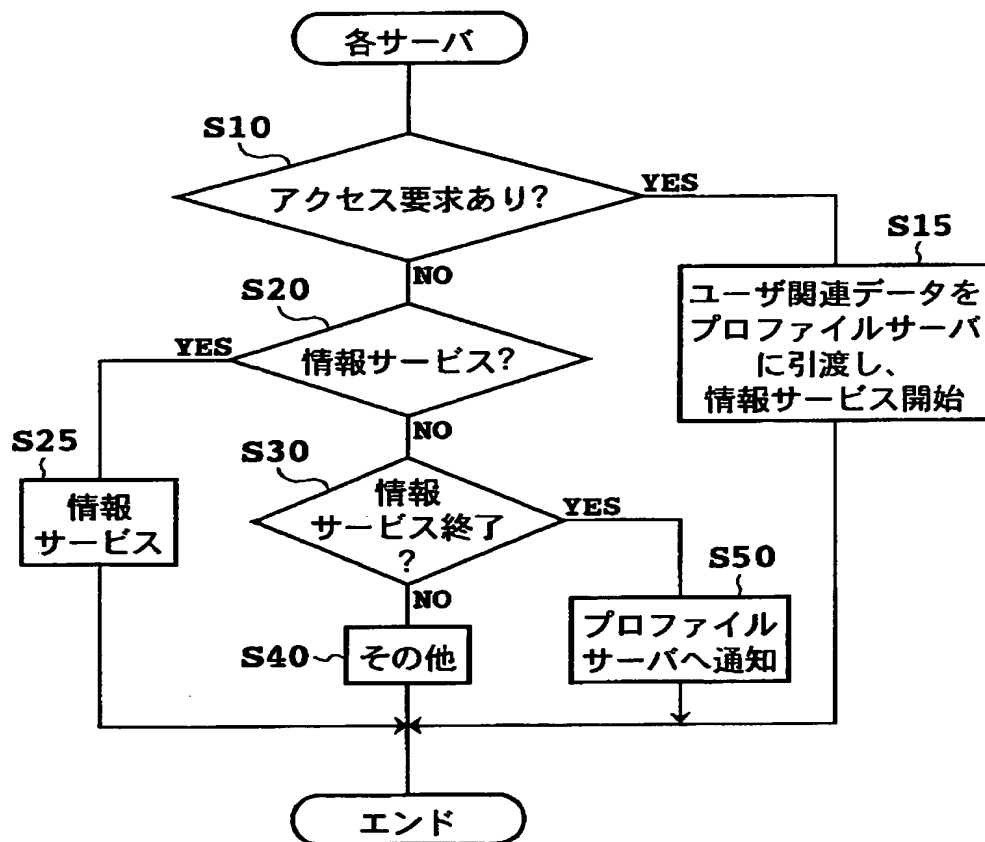 各サーバ
S10
アクセス要求あり?
YES
NO
S15
ユーザ関連データを
プロファイルサーバ
に引渡し、
情報サービス開始
S20
情報サービス?
YES
NO
S25
情報
サービス
S30
情報
サービス終了
?
YES
NO
S50
プロファイル
サーバへ通知
S40
その他
エンド